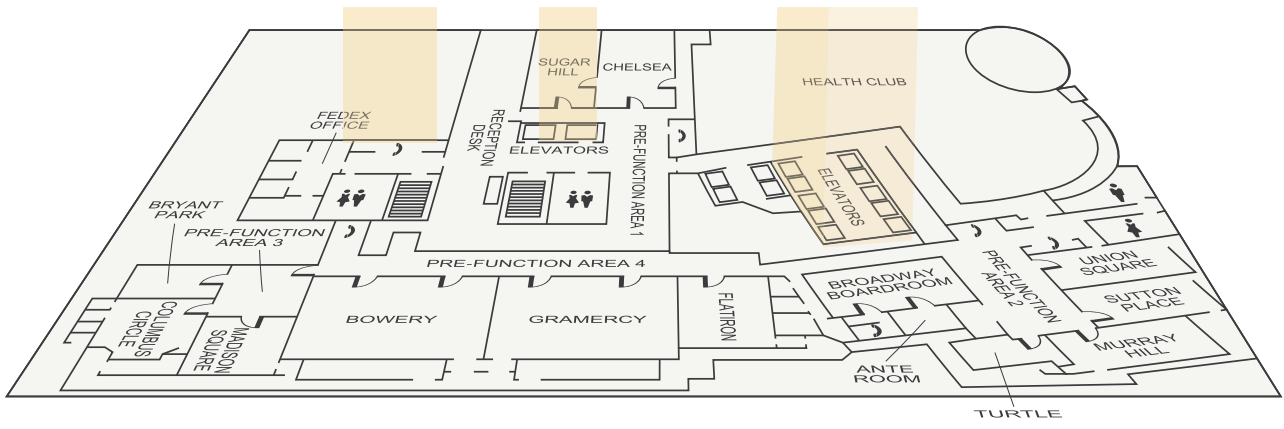 SUGAR
HILL
CHELSEA
HEALTH CLUB
FEDEX
OFFICE
RECEPTION
DESK
ELEVATORS
PRE-FUNCTION AREA 1
ELEVATORS
BRYANT
PARK
PRE-FUNCTION
AREA 3
PRE-FUNCTION AREA 4
BROADWAY
BOARDROOM
PRE-FUNCTION
AREA 2
UNION
SQUARE
SUTTON
PLACE
COLUMBUS
CIRCLE
MADISON
SQUARE
BOWERY
GRAMERCY
FLATIRON
MURRAY
HILL
ANTE
ROOM
TURTLE